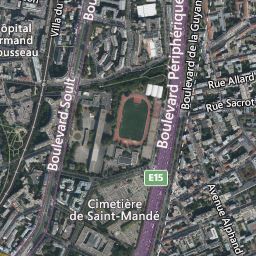 Hôpital
Armand
Trousseau
Villa du
Boulevard Soult
Boulevard Périphérique
Boulevard de la Guyane
Rue Allard
Rue Sacrot
E15
Cimetière
de Saint-Mandé
Avenue Alphand